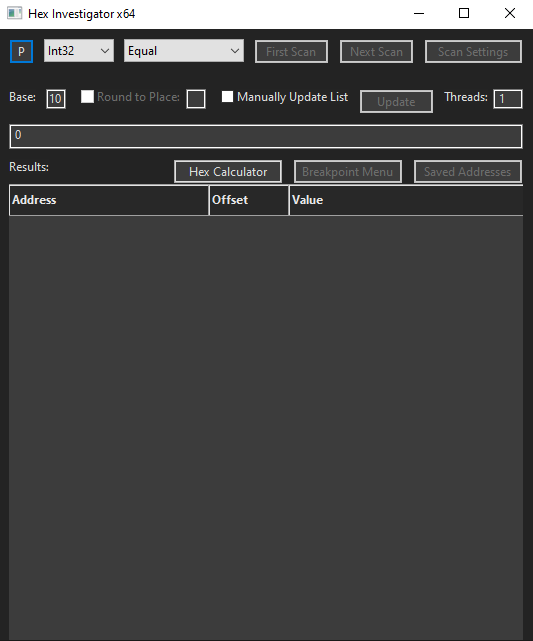 Hex Investigator x64
P Int32 Equal First Scan Next Scan Scan Settings
Base: 10 Round to Place: Manually Update List Update Threads: 1
0
Results: Hex Calculator Breakpoint Menu Saved Addresses
Address Offset Value